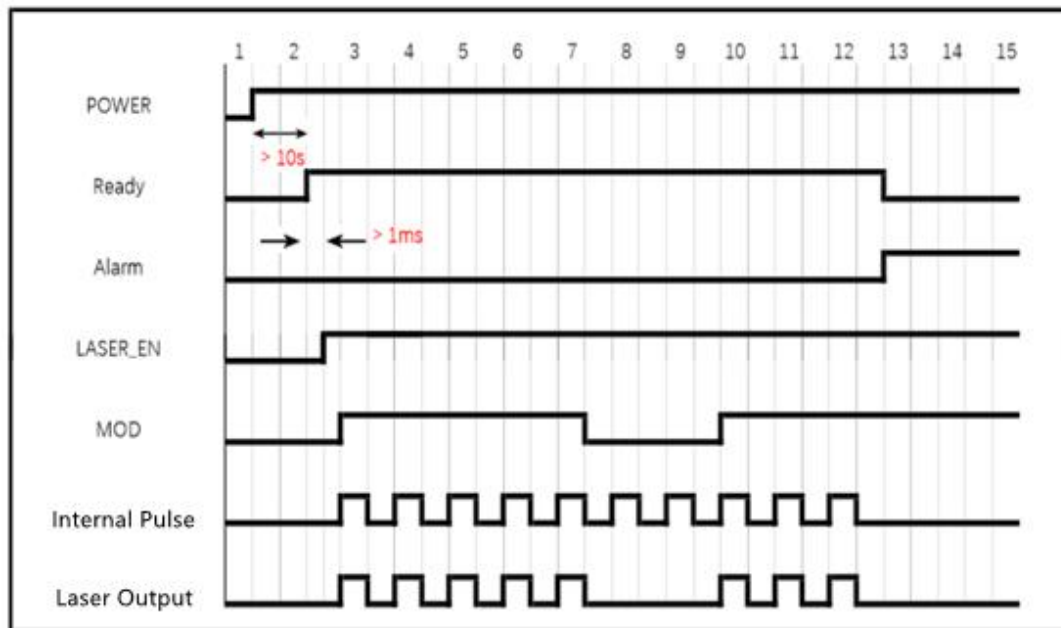 1 2 3 4 5 6 7 8 9 10 11 12 13 14 15
POWER
> 10s
Ready
> 1ms
Alarm
LASER_EN
MOD
Internal Pulse
Laser Output